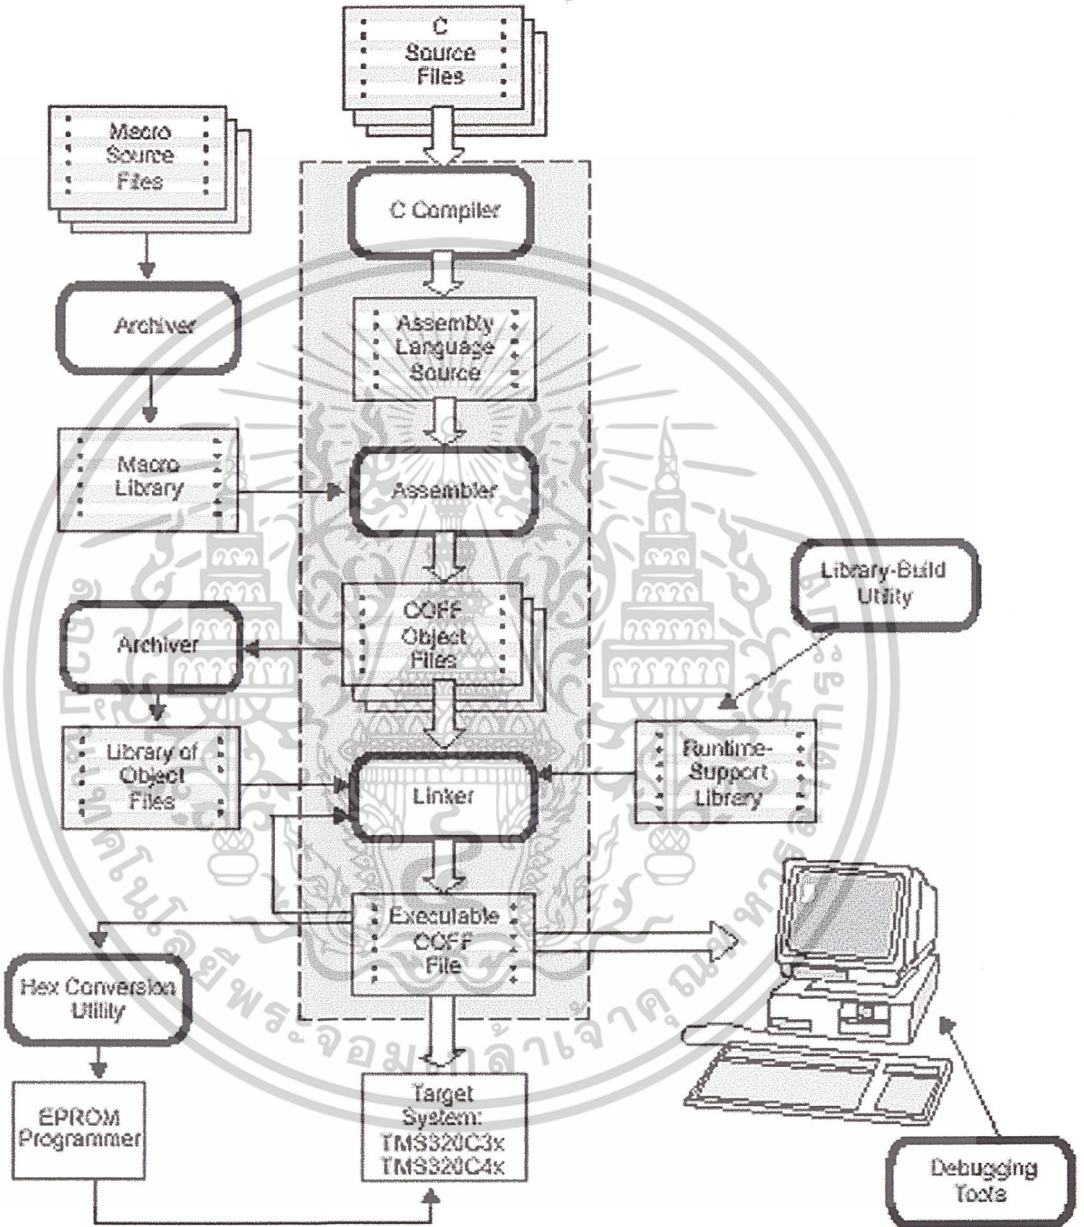 C
Source
Files
Macro
Source
Files
C Compiler
Archiver
Assembly
Language
Source
Macro
Library
Assembler
Library-Build
Utility
Archiver
COFF
Object
Files
Library of
Object
Files
Linker
Runtime-
Support
Library
Executable
COFF
File
Hex Conversion
Utility
EPROM
Programmer
Target
System:
TMS320C3x
TMS320C4x
Debugging
Tools